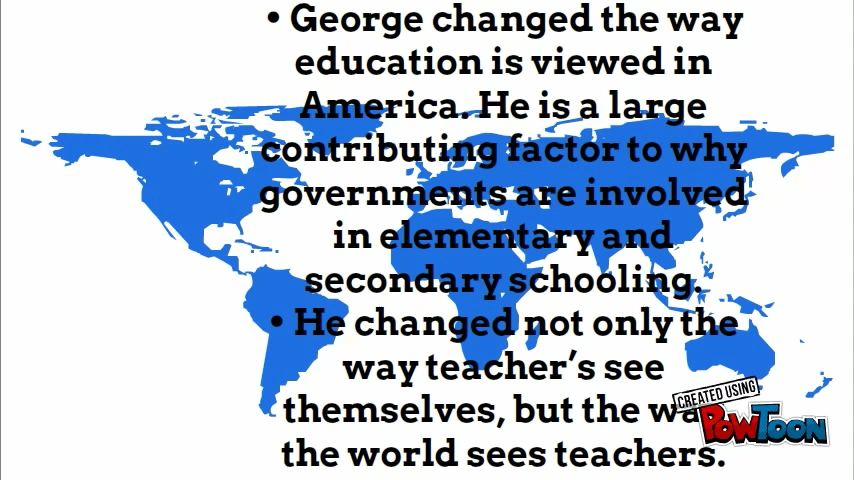 • George changed the way
education is viewed in
America. He is a large
contributing factor to why
governments are involved
in elementary and
secondary schooling.
• He changed not only the
way teacher’s see
themselves, but the wa
the world sees teachers.
CREATED USING
POWTOON